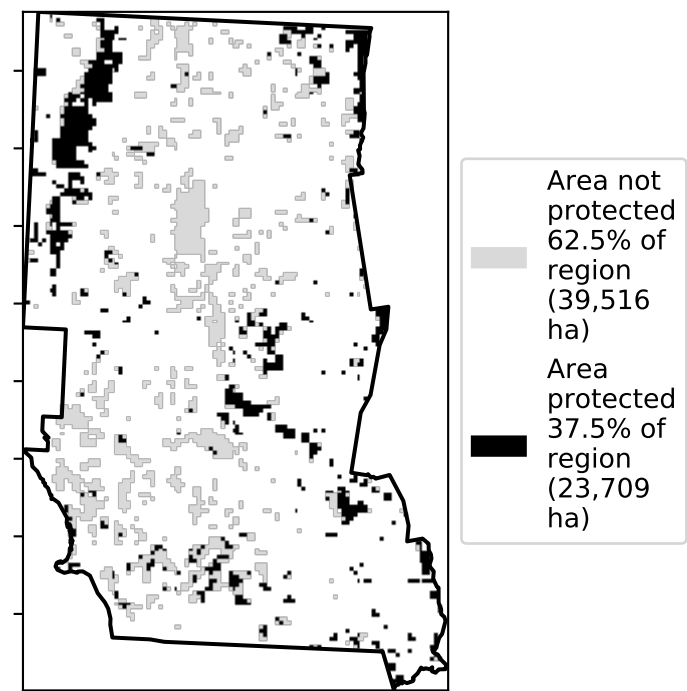 Area not
protected
62.5% of
region
(39,516
ha)
Area
protected
37.5% of
region
(23,709
ha)